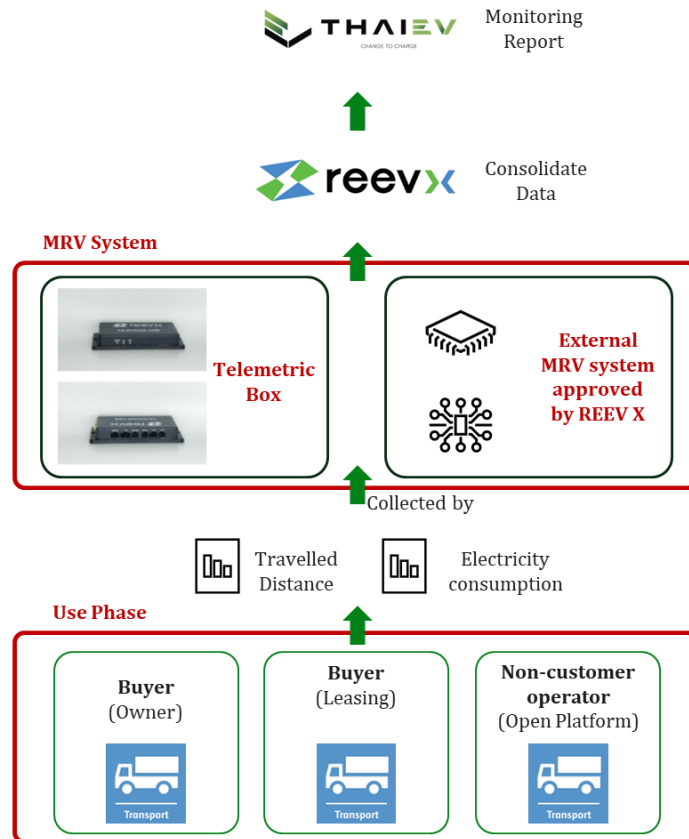 THAIEV
CHANGE TO CHARGE
Monitoring
Report
reevx
Consolidate
Data
MRV System
reevx
Telemetric
Box
External
MRV system
approved
by REEV X
Collected by
Travelled
Distance
Electricity
consumption
Use Phase
Buyer
(Owner)
Transport
Buyer
(Leasing)
Transport
Non-customer
operator
(Open Platform)
Transport